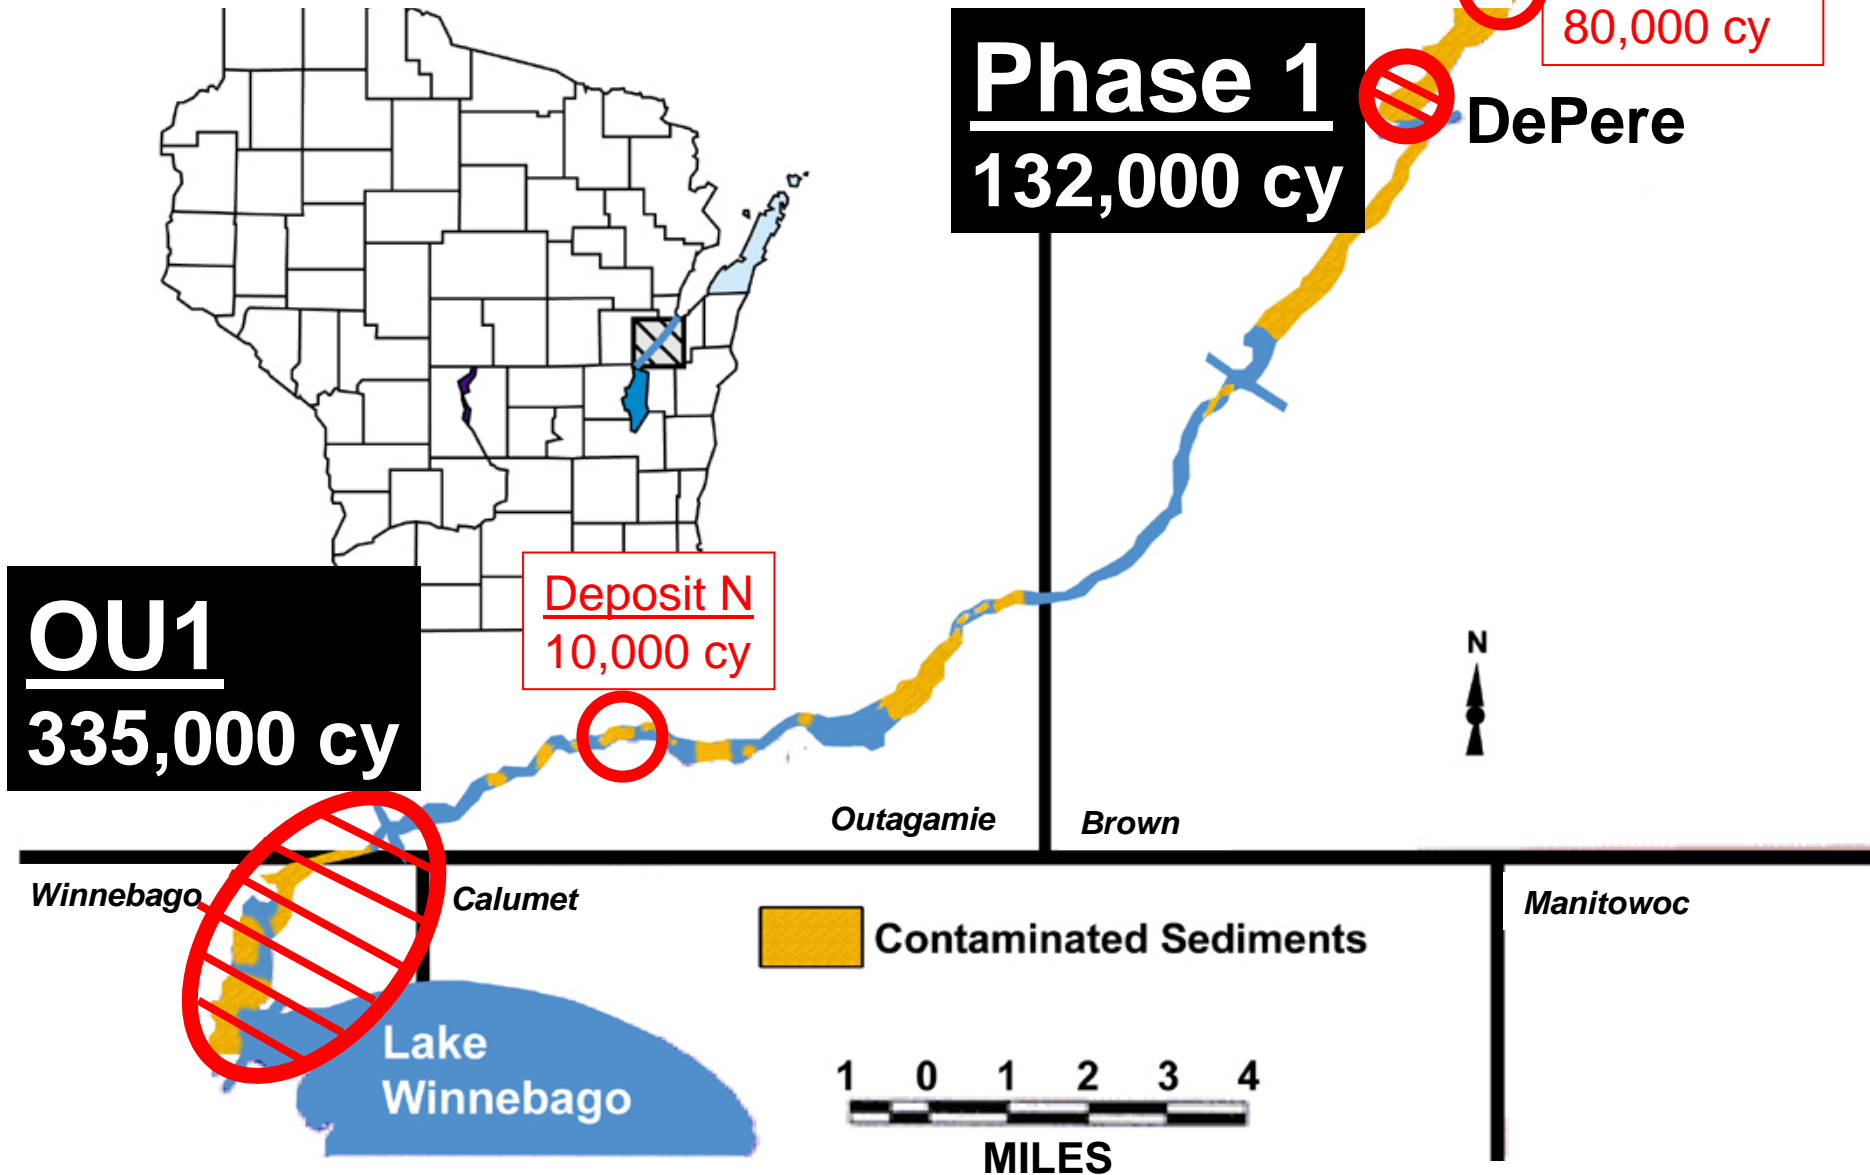 80,000 cy
Phase 1
132,000 cy
DePere
OU1
335,000 cy
Deposit N
10,000 cy
N
Outagamie
Brown
Winnebago
Calumet
Manitowoc
Contaminated Sediments
Lake
Winnebago
1 0 1 2 3 4
MILES